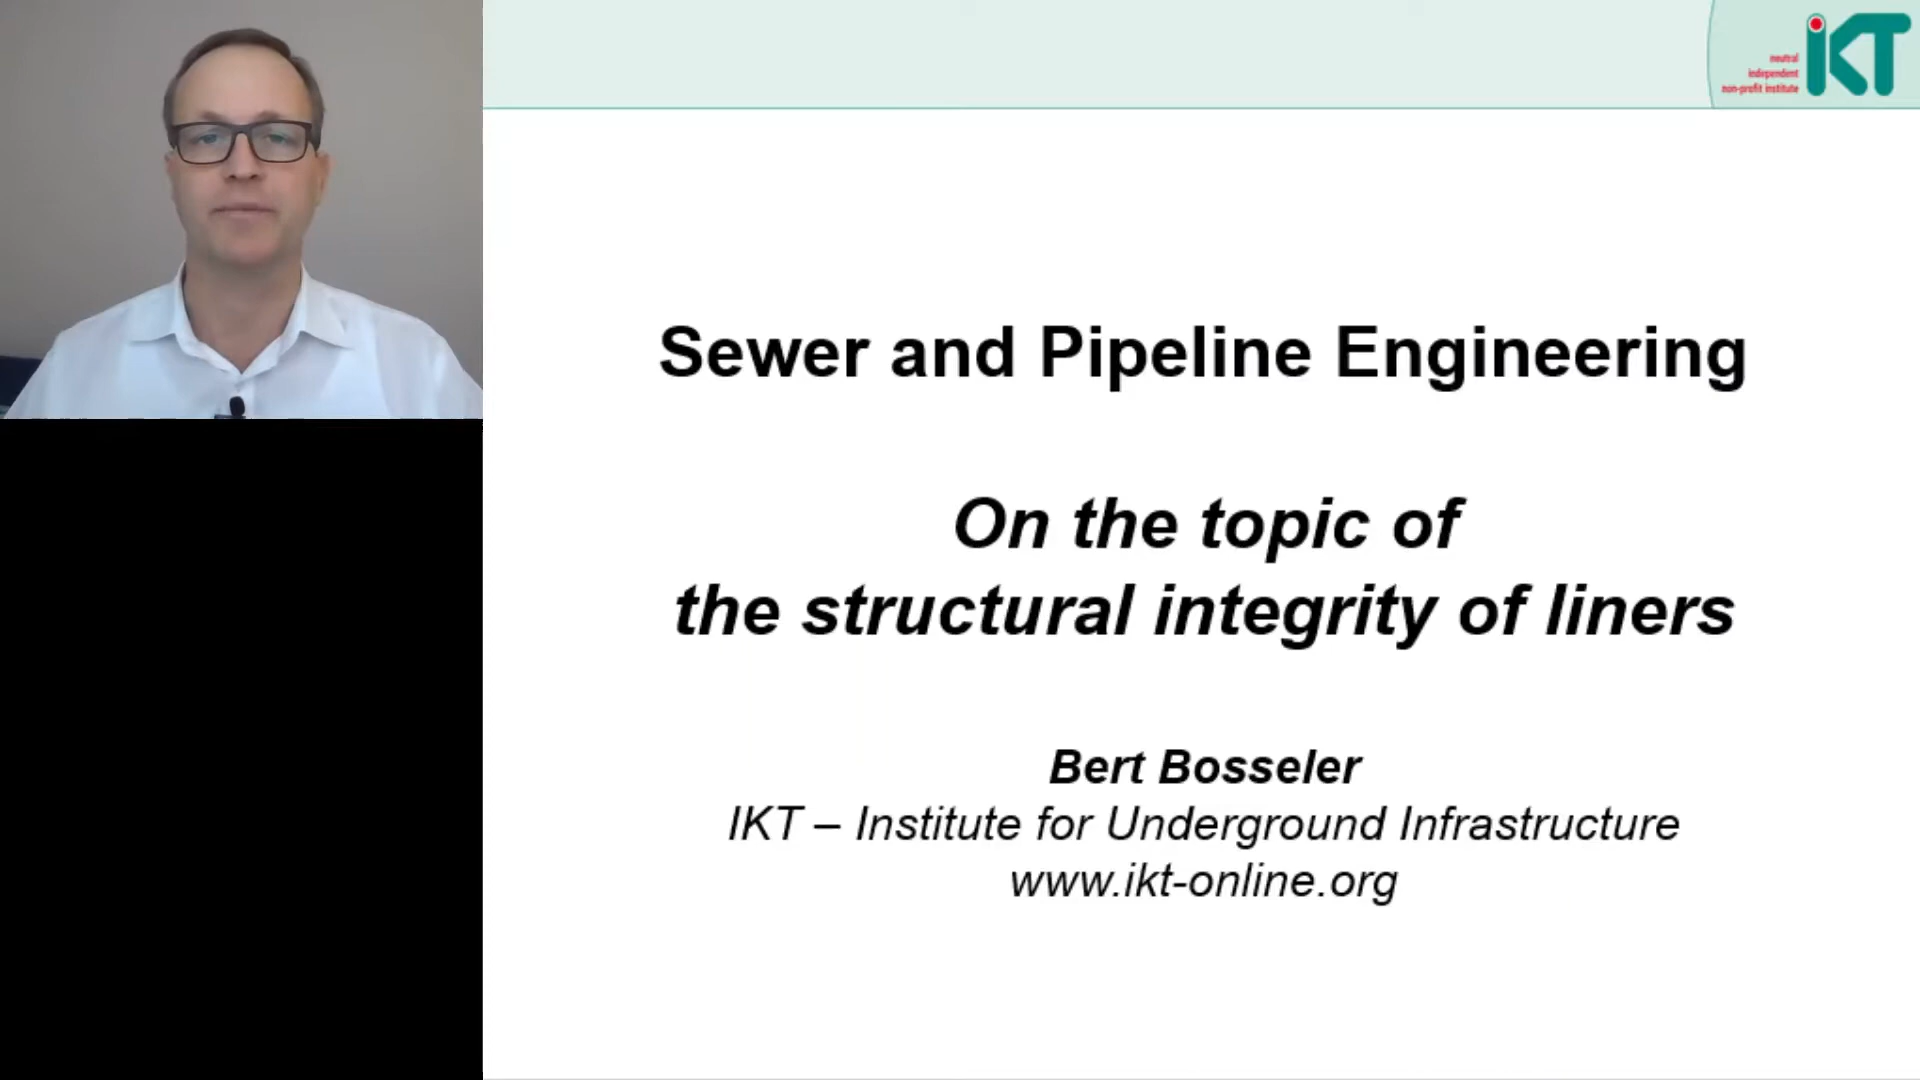 neutral
independent
non-profit institute
iKT
Sewer and Pipeline Engineering
On the topic of
the structural integrity of liners
Bert Bosseler
IKT – Institute for Underground Infrastructure
www.ikt-online.org